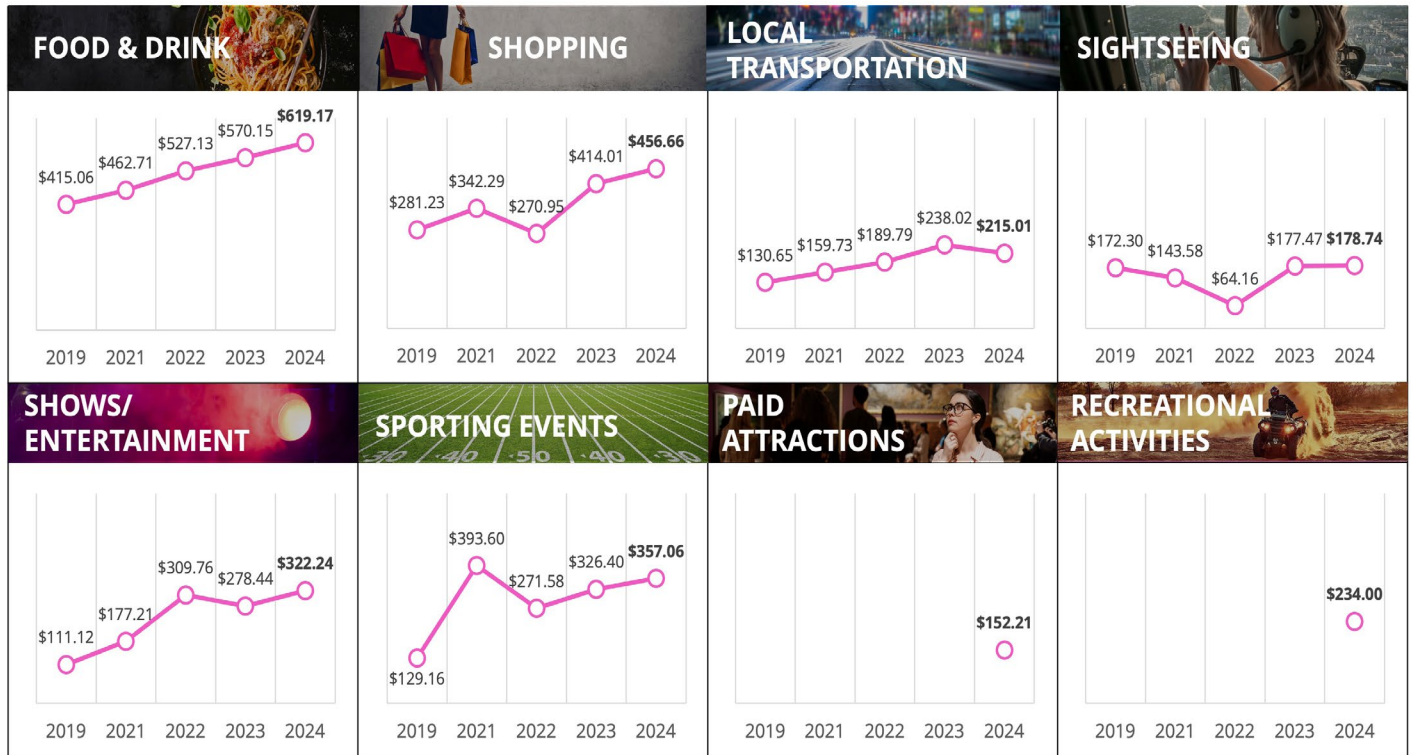 FOOD & DRINK
$415.06
$462.71
$527.13
$570.15
$619.17
2019 2021 2022 2023 2024
SHOPPING
$281.23
$342.29
$270.95
$414.01
$456.66
2019 2021 2022 2023 2024
LOCAL
TRANSPORTATION
$130.65
$159.73
$189.79
$238.02
$215.01
2019 2021 2022 2023 2024
SIGHTSEEING
$172.30
$143.58
$64.16
$177.47
$178.74
2019 2021 2022 2023 2024
SHOWS/
ENTERTAINMENT
$111.12
$177.21
$309.76
$278.44
$322.24
2019 2021 2022 2023 2024
SPORTING EVENTS
30 40 50 40 30
$129.16
$393.60
$271.58
$326.40
$357.06
2019 2021 2022 2023 2024
PAID
ATTRACTIONS
$152.21
2019 2021 2022 2023 2024
RECREATIONAL
ACTIVITIES
$234.00
2019 2021 2022 2023 2024